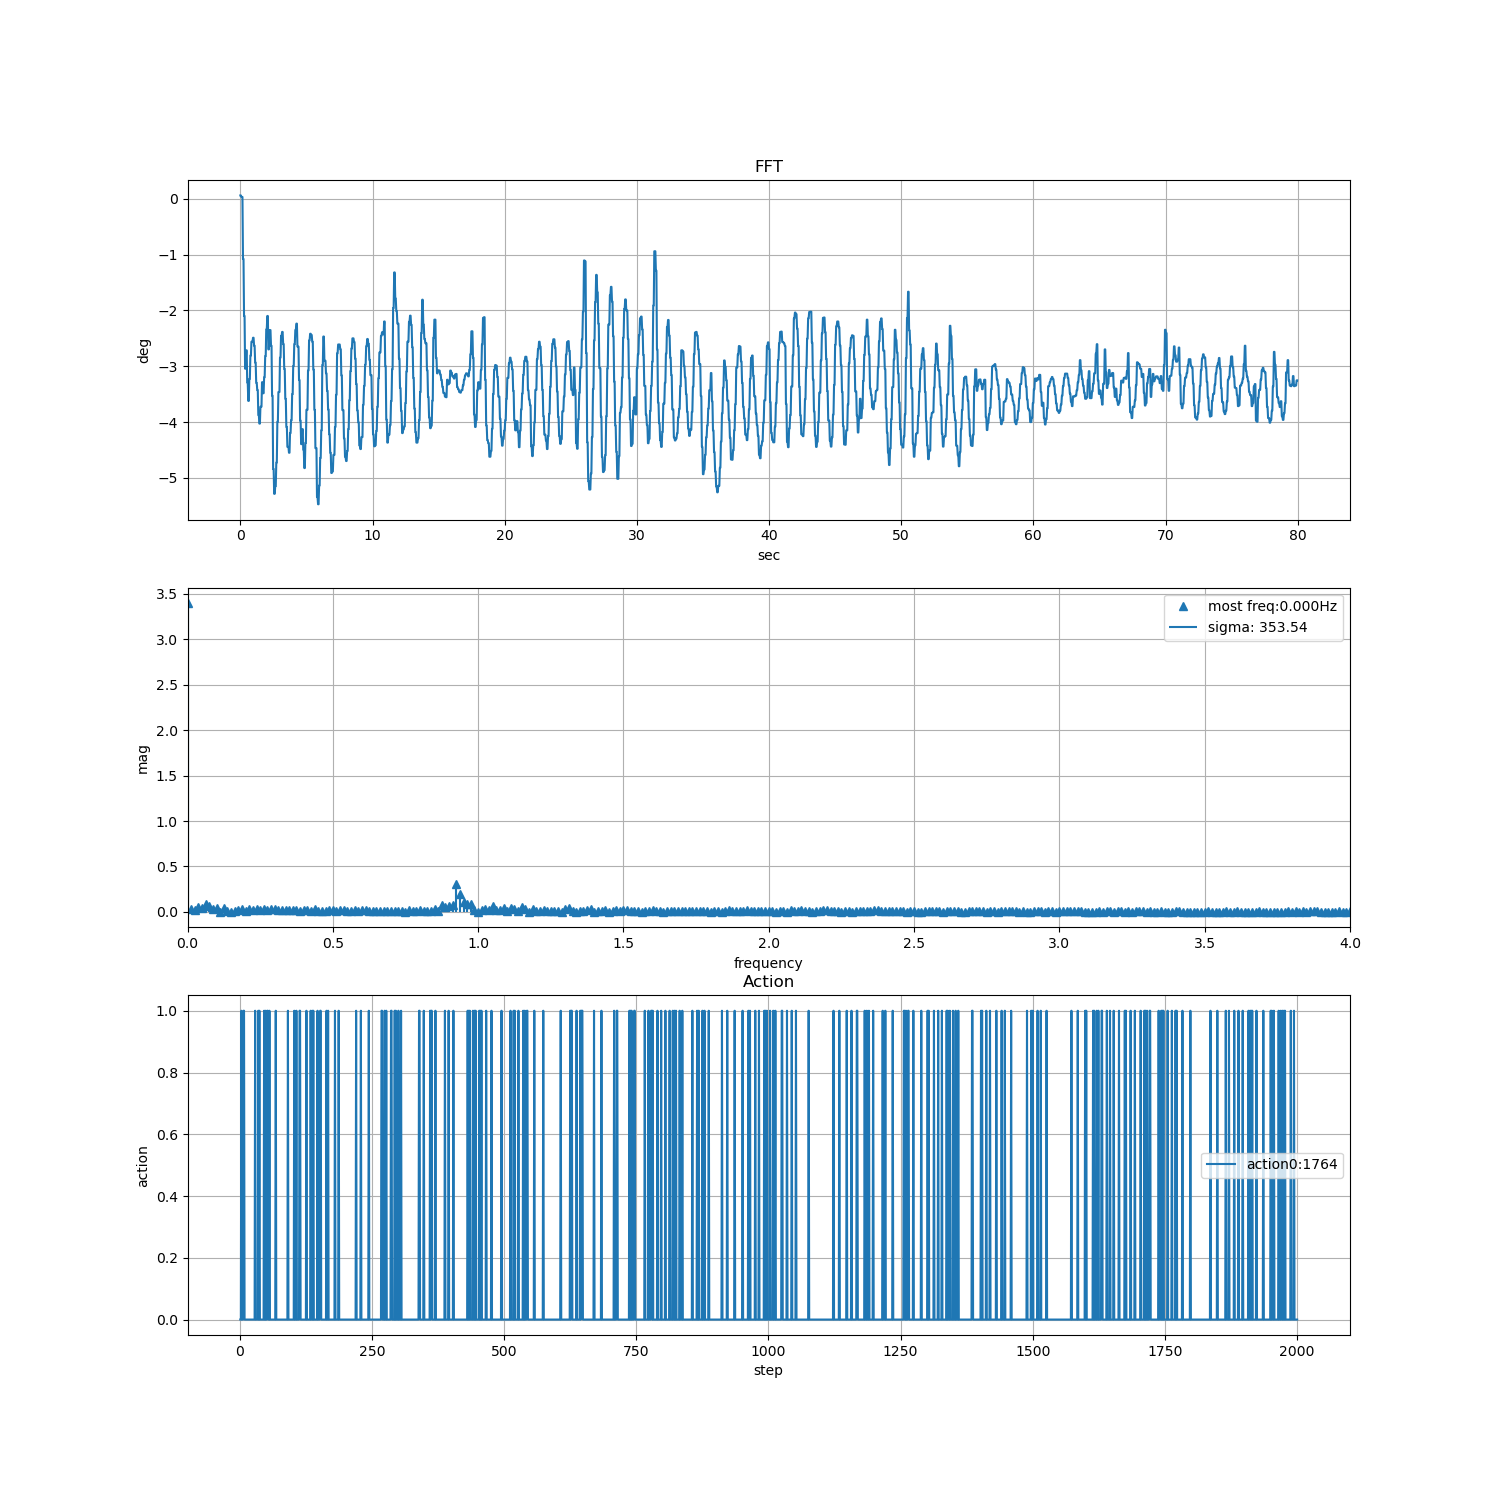 FFT
0
−1
−2
−3
−4
−5
deg
0 10 20 30 40 50 60 70 80
sec
3.5
3.0
2.5
2.0
1.5
1.0
0.5
0.0
mag
most freq:0.000Hz
sigma: 353.54
0.0 0.5 1.0 1.5 2.0 2.5 3.0 3.5 4.0
frequency
Action
1.0
0.8
0.6
0.4
0.2
0.0
action
action0:1764
0 250 500 750 1000 1250 1500 1750 2000
step